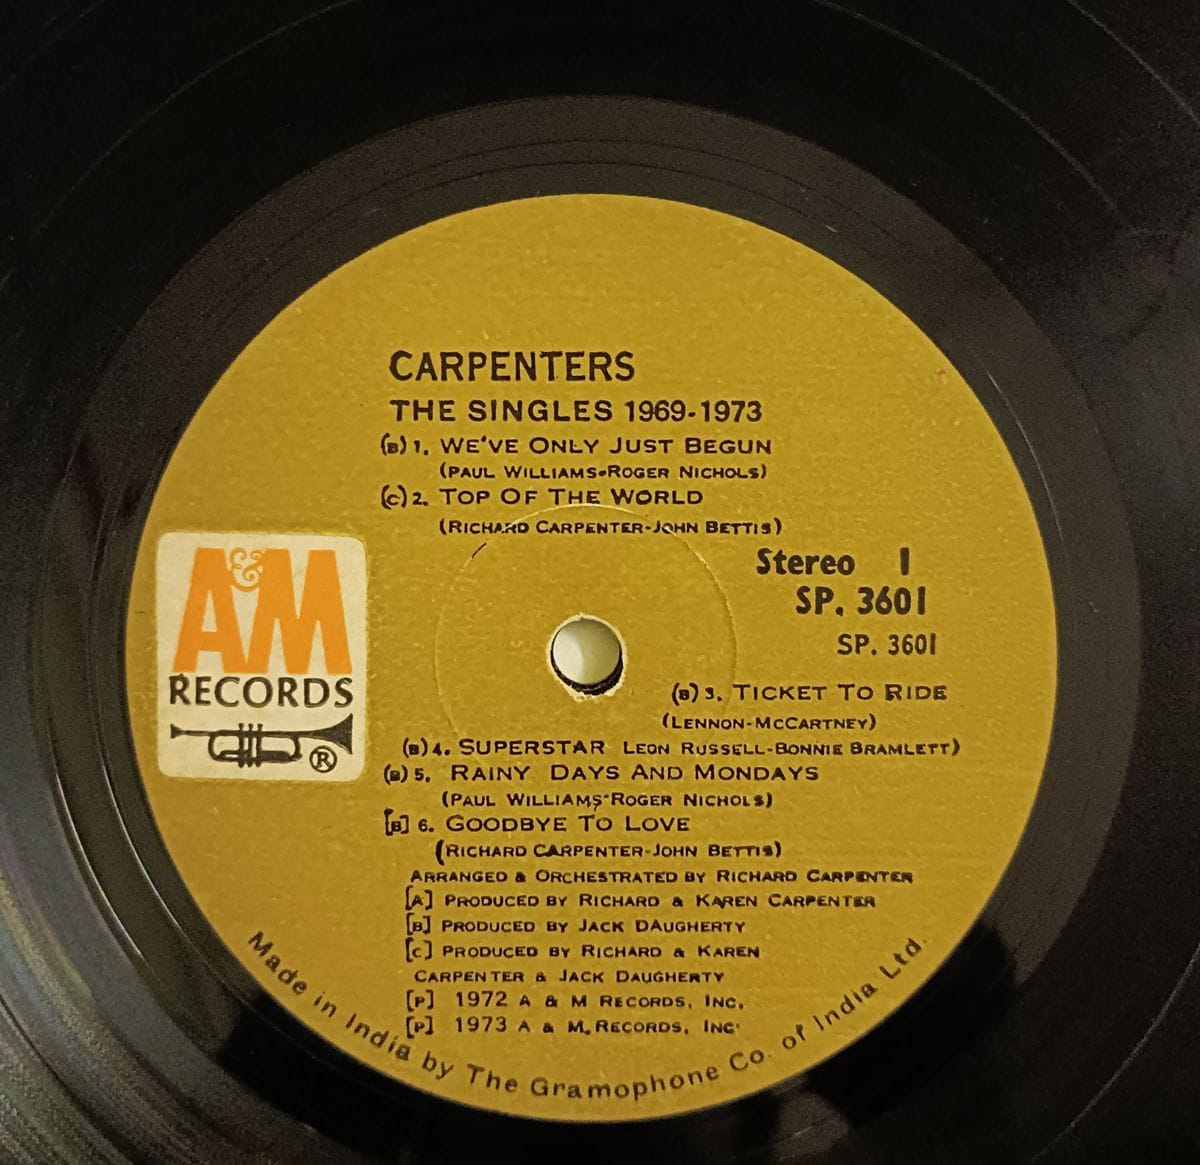 CARPENTERS
THE SINGLES 1969-1973
(B) 1. WE'VE ONLY JUST BEGUN
(PAUL WILLIAMS-ROGER NICHOLS)
(C) 2. TOP OF THE WORLD
(RICHARD CARPENTER-JOHN BETTIS)
Stereo 1
SP. 3601
SP. 3601
A&M
RECORDS
®
(B) 3. TICKET TO RIDE
(LENNON-MCCARTNEY)
(B) 4. SUPERSTAR LEON RUSSELL-BONNIE BRAMLETT)
(B) 5. RAINY DAYS AND MONDAYS
(PAUL WILLIAMS-ROGER NICHOLS)
[B] 6. GOODBYE TO LOVE
(RICHARD CARPENTER-JOHN BETTIS)
ARRANGED & ORCHESTRATED BY RICHARD CARPENTER
[A] PRODUCED BY RICHARD & KAREN CARPENTER
[B] PRODUCED BY JACK DAUGHERTY
[C] PRODUCED BY RICHARD & KAREN
CARPENTER & JACK DAUGHERTY
[P] 1972 A & M RECORDS, INC.
[P] 1973 A & M. RECORDS, INC.
Made in India by The Gramophone Co. of India Ltd.